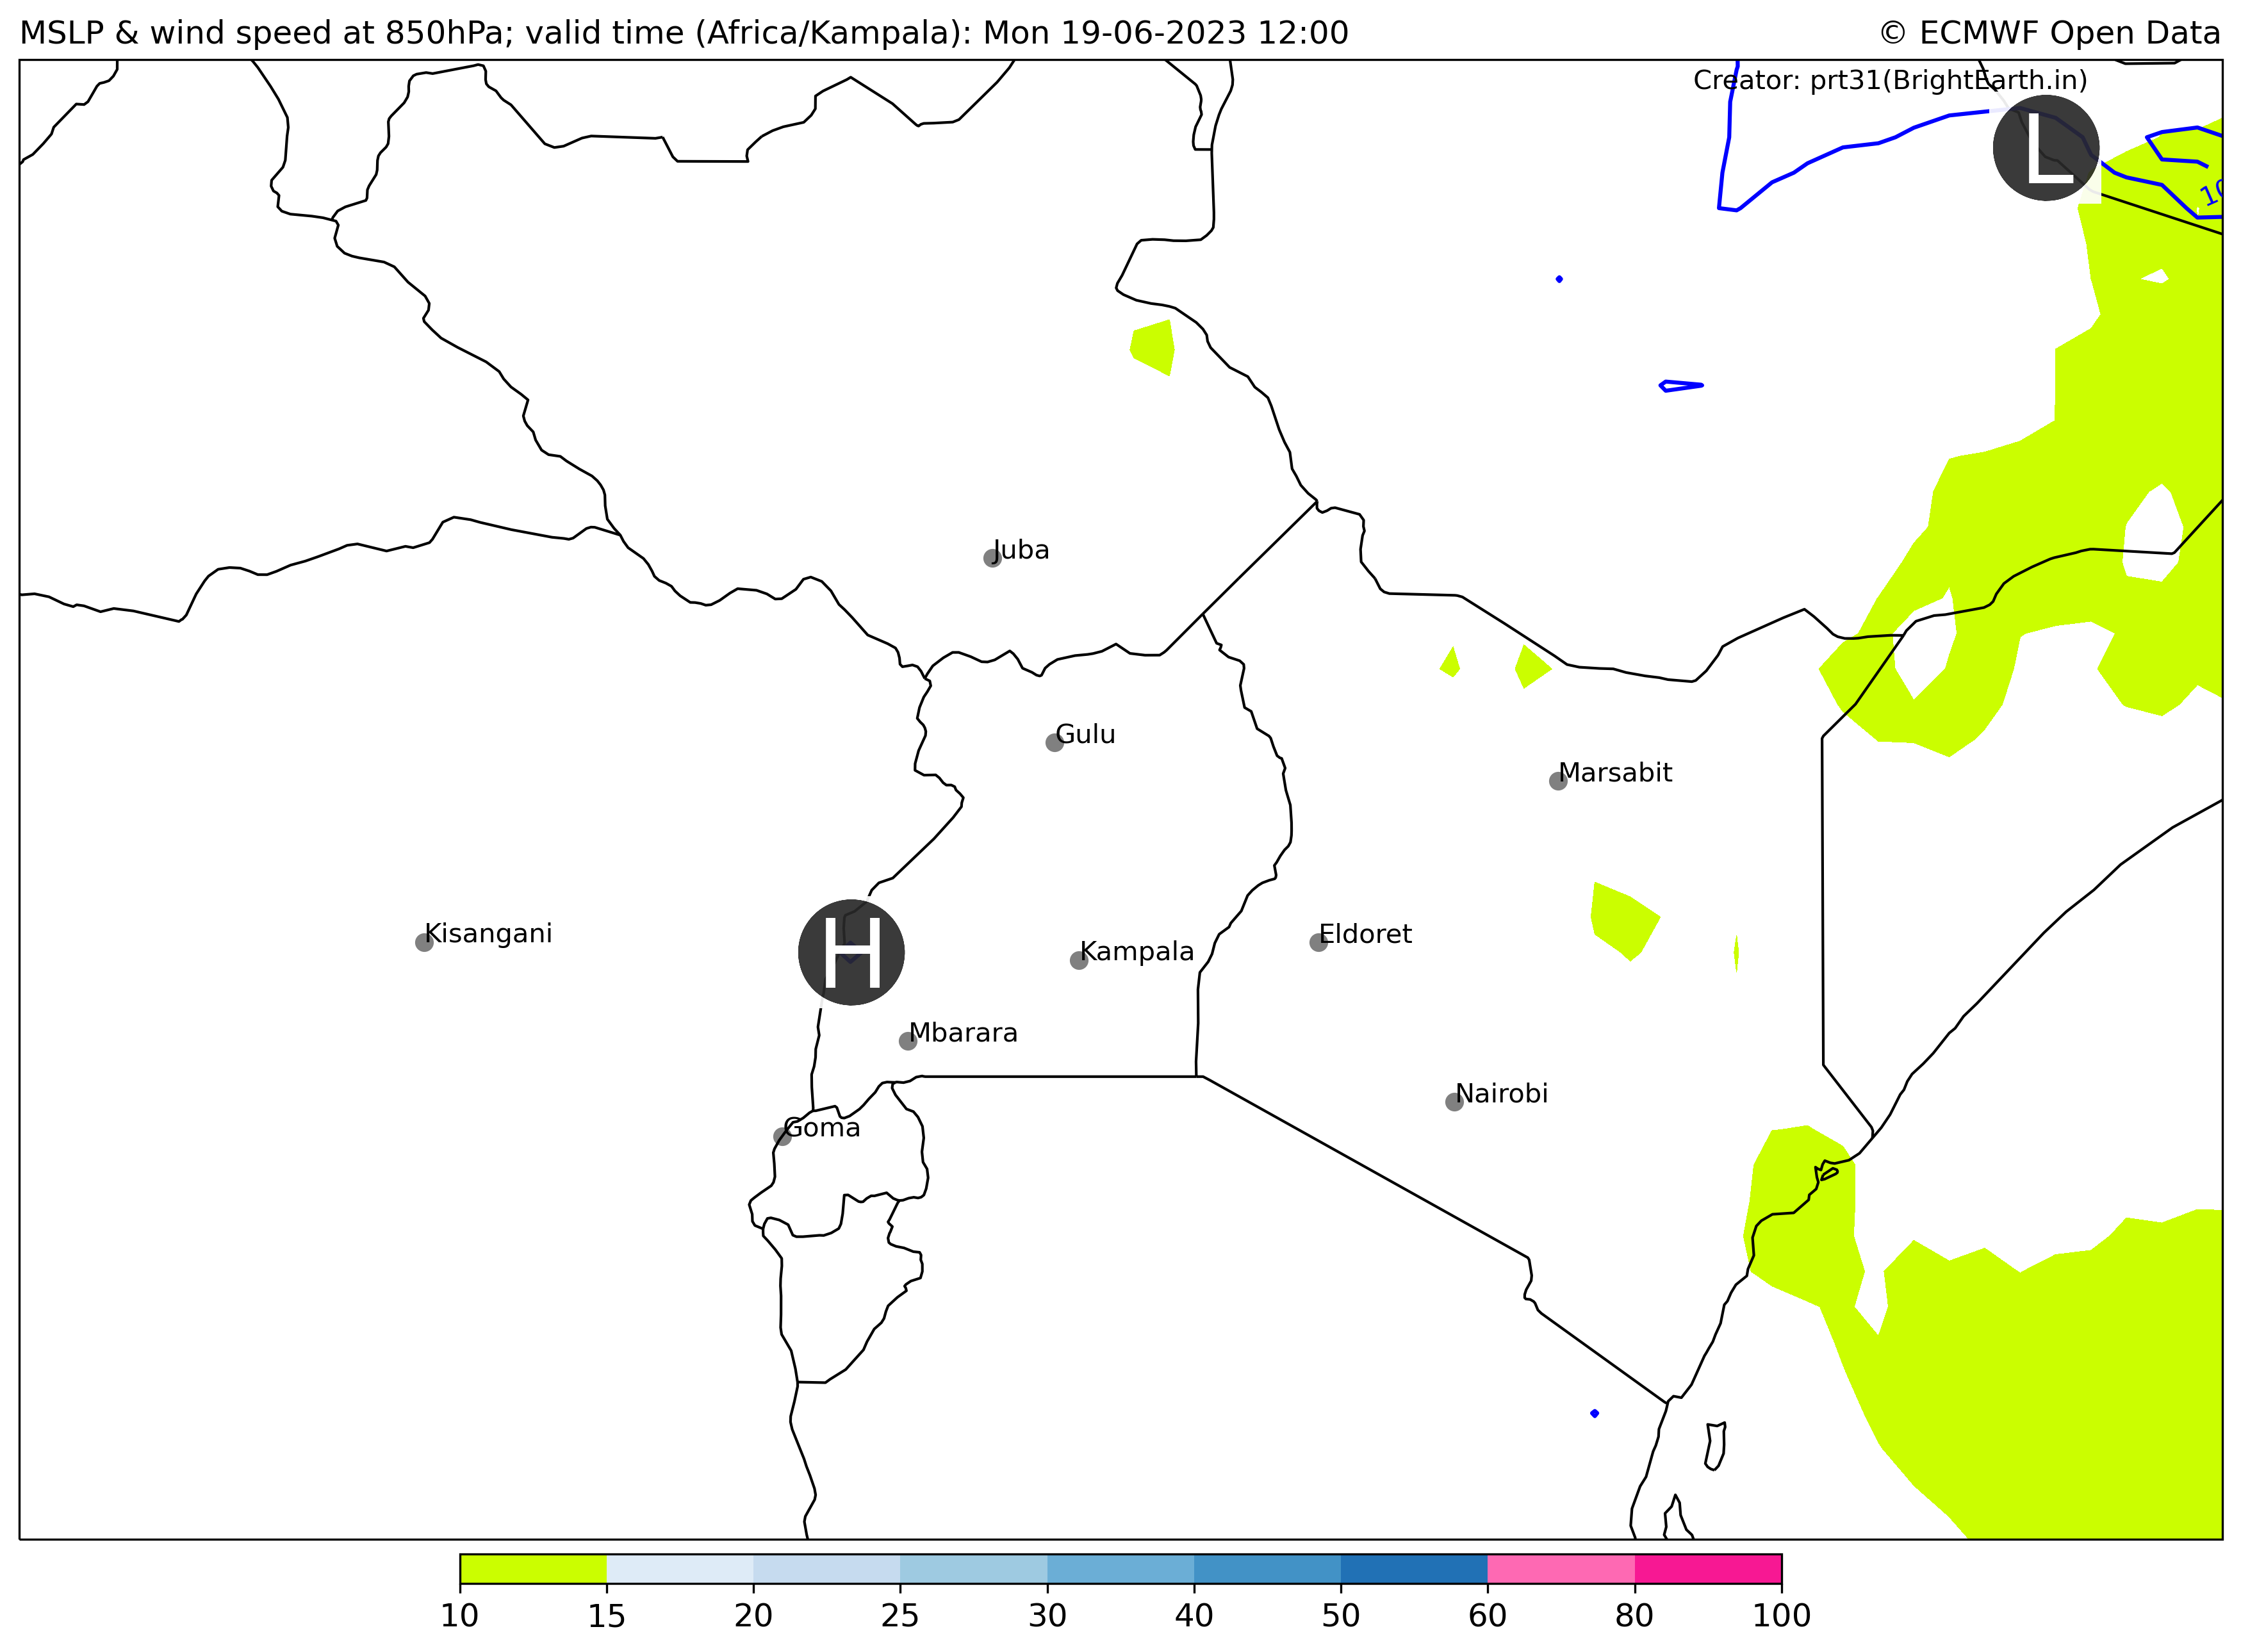 MSLP & wind speed at 850hPa; valid time (Africa/Kampala): Mon 19-06-2023 12:00
© ECMWF Open Data
Creator: prt31(BrightEarth.in)
L
Juba
Gulu
Marsabit
Kisangani
H
Kampala
Eldoret
Mbarara
Nairobi
Goma
10 15 20 25 30 40 50 60 80 100